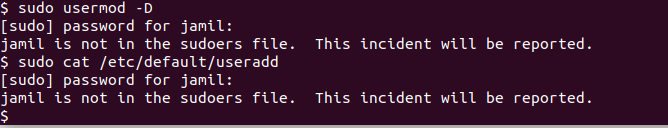 $ sudo usermod -D
[sudo] password for jamil:
jamil is not in the sudoers file.  This incident will be reported.
$ sudo cat /etc/default/useradd
[sudo] password for jamil:
jamil is not in the sudoers file.  This incident will be reported.
$